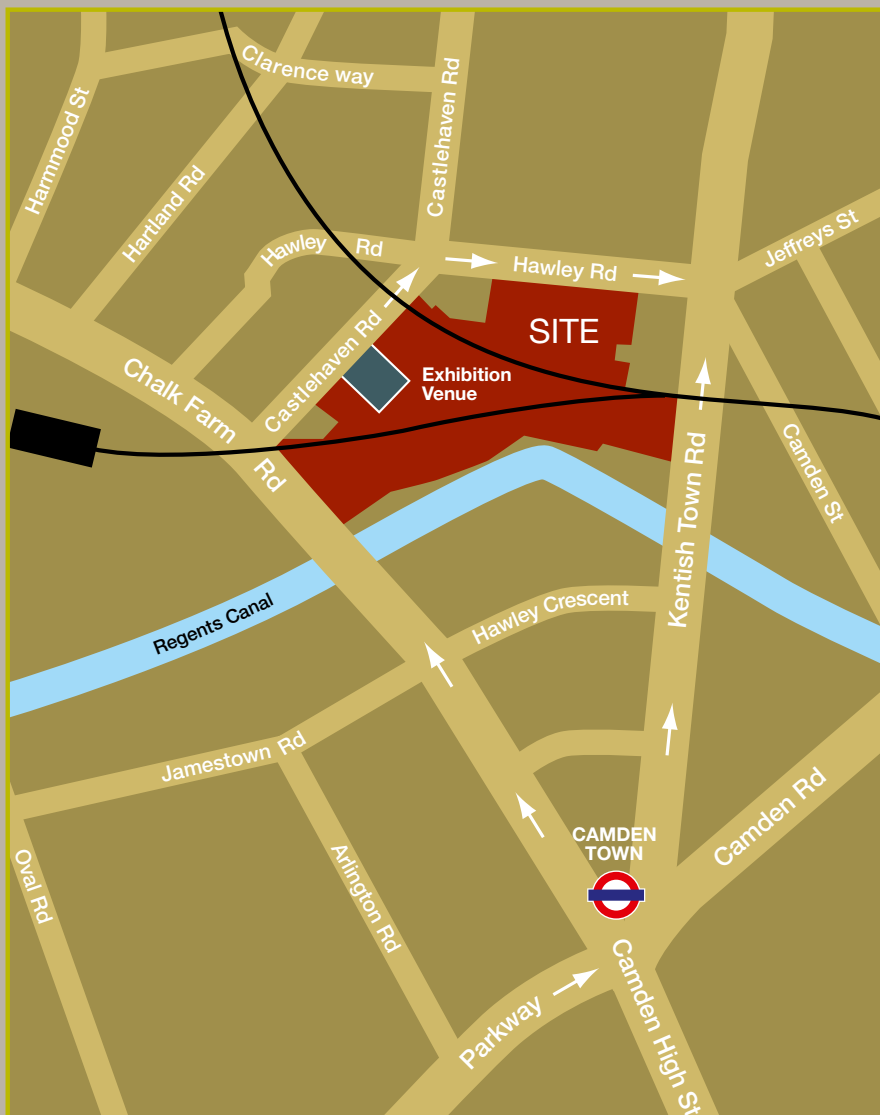 Clarence way
Castlehaven Rd
Harmmood St
Hartland Rd
Jeffreys St
Hawley Rd
Hawley Rd
SITE
Castlehaven Rd
Exhibition
Venue
Chalk Farm
Rd
Camden St
Kentish Town Rd
Regents Canal
Hawley Crescent
Jamestown Rd
Camden Rd
CAMDEN
TOWN
Oval Rd
Arlington Rd
Parkway
Camden High St